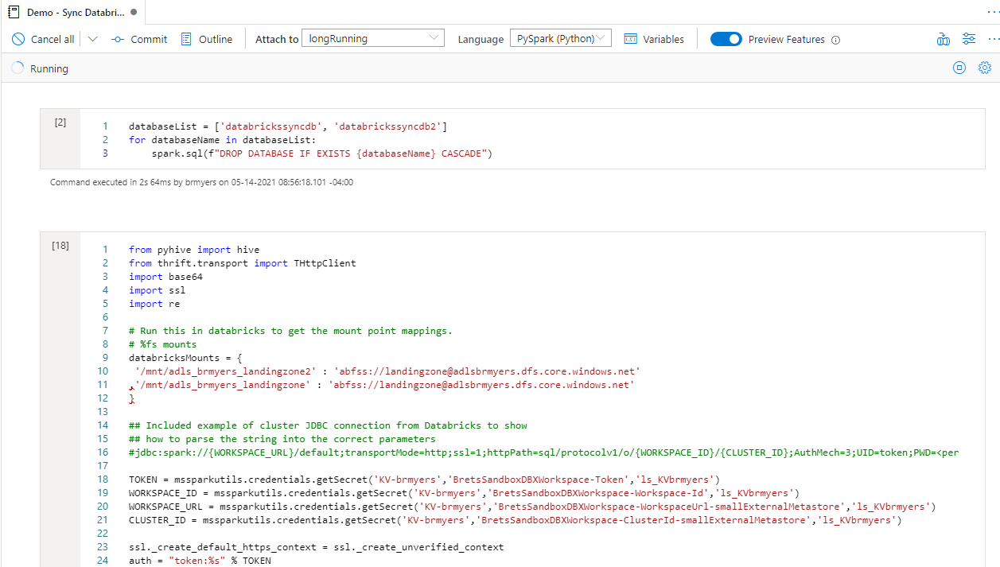 Demo - Sync Databri...
Cancel all Commit Outline Attach to longRunning Language PySpark (Python) Variables Preview Features
Running
[2]
1 databaseList = ['databrickssyncdb', 'databrickssyncdb2']
2 for databaseName in databaseList:
3 spark.sql(f"DROP DATABASE IF EXISTS {databaseName} CASCADE")
Command executed in 2s 64ms by brmyers on 05-14-2021 08:56:18.101 -04:00
[18]
1 from pyhive import hive
2 from thrift.transport import THttpClient
3 import base64
4 import ssl
5 import re
6
7 # Run this in databricks to get the mount point mappings.
8 # %fs mounts
9 databricksMounts = {
10 '/mnt/adls_brmyers_landingzone2' : 'abfss://landingzone@adlsbrmyers.dfs.core.windows.net'
11 ,'/mnt/adls_brmyers_landingzone' : 'abfss://landingzone@adlsbrmyers.dfs.core.windows.net'
12 }
13
14 ## Included example of cluster JDBC connection from Databricks to show
15 ## how to parse the string into the correct parameters
16 #jdbc:spark://{WORKSPACE_URL}/default;transportMode=http;ssl=1;httpPath=sql/protocolv1/o/{WORKSPACE_ID}/{CLUSTER_ID};AuthMech=3;UID=token;PWD=<per
17
18 TOKEN = mssparkutils.credentials.getSecret('KV-brmyers','BretsSandboxDBXWorkspace-Token','ls_KVbrmyers')
19 WORKSPACE_ID = mssparkutils.credentials.getSecret('KV-brmyers','BretsSandboxDBXWorkspace-Workspace-Id','ls_KVbrmyers')
20 WORKSPACE_URL = mssparkutils.credentials.getSecret('KV-brmyers','BretsSandboxDBXWorkspace-WorkspaceUrl-smallExternalMetastore','ls_KVbrmyers')
21 CLUSTER_ID = mssparkutils.credentials.getSecret('KV-brmyers','BretsSandboxDBXWorkspace-ClusterId-smallExternalMetastore','ls_KVbrmyers')
22
23 ssl._create_default_https_context = ssl._create_unverified_context
24 auth = "token:%s" % TOKEN